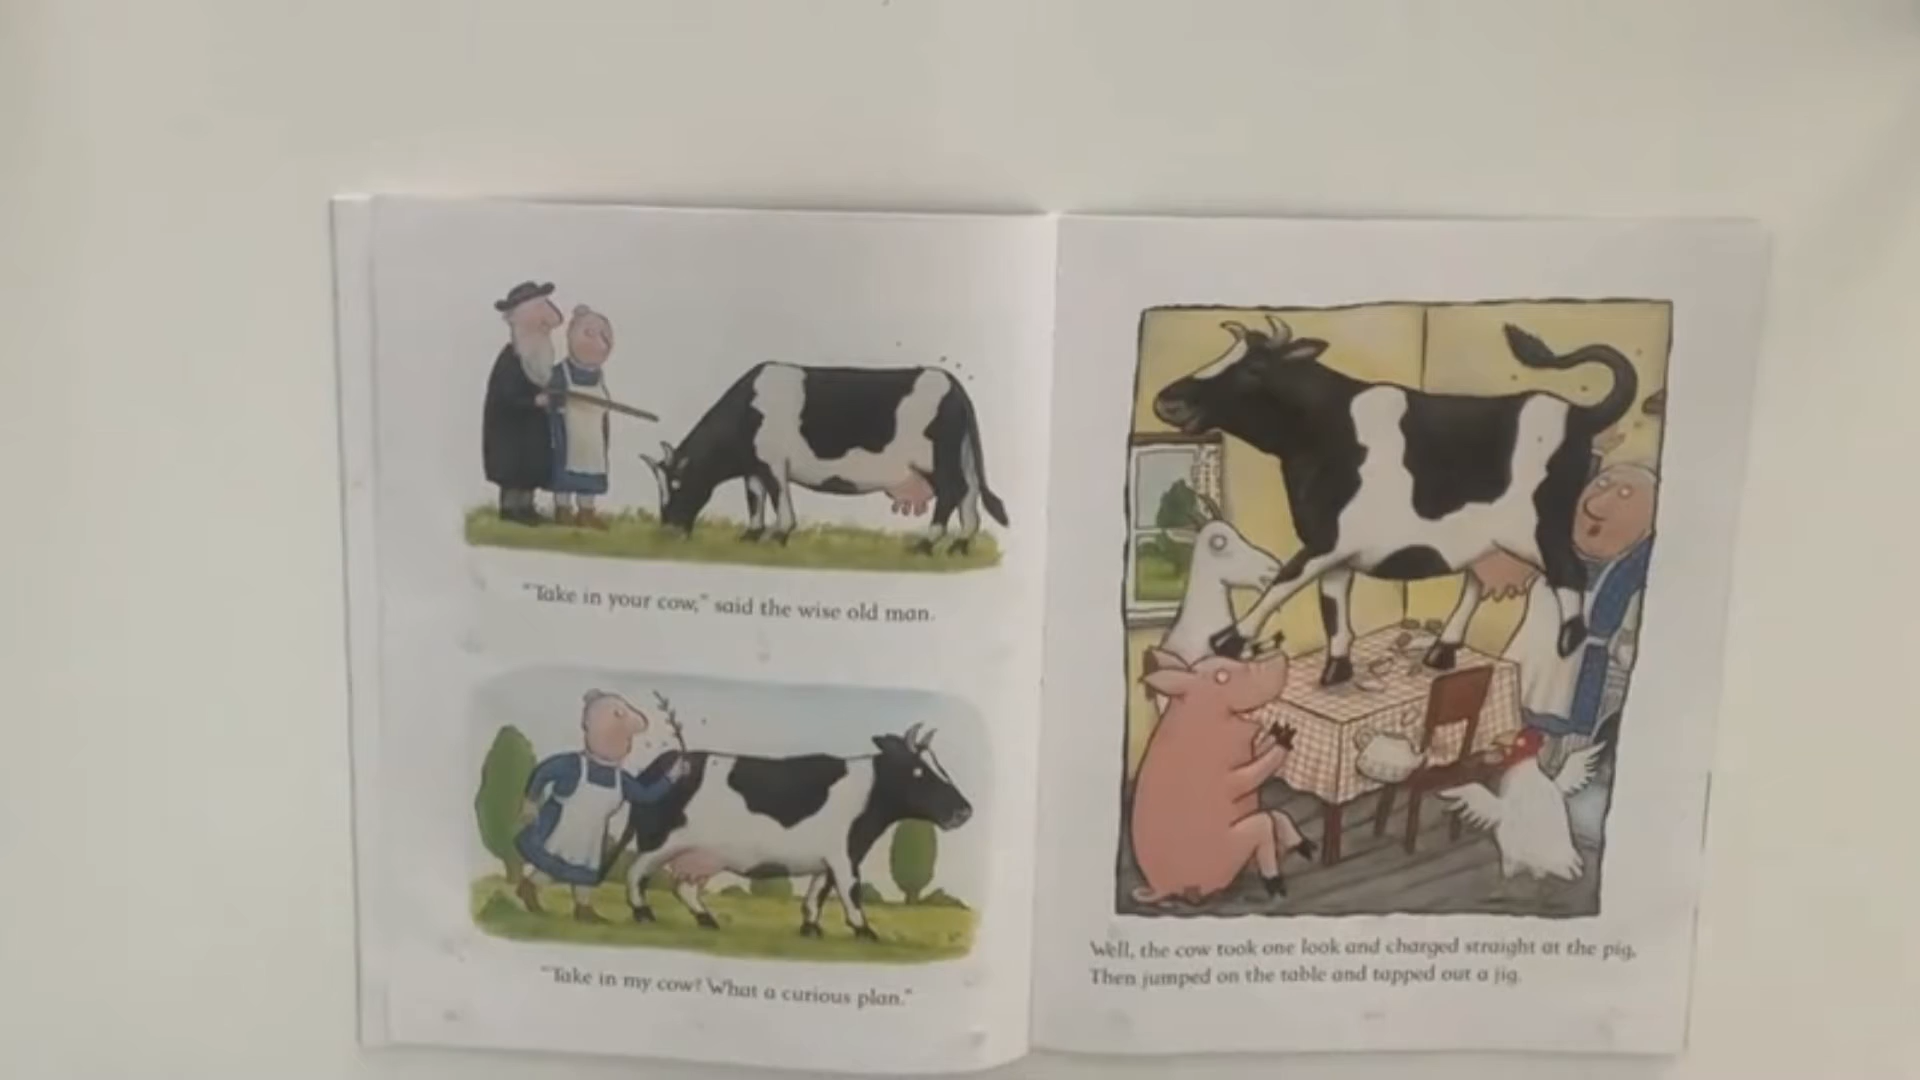 "Take in your cow," said the wise old man.
"Take in my cow? What a curious plan."
Well, the cow took one look and charged straight at the pig,
Then jumped on the table and tapped out a jig.